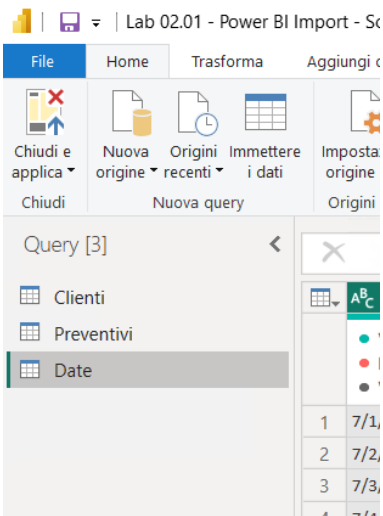 Lab 02.01 - Power BI Import - Sc
File Home Trasforma Aggiungi c
Chiudi e applica
Nuova origine
Origini recenti
Immettere i dati
Impostaz origine
Chiudi Nuova query Origini
Query [3]
Clienti
Preventivi
Date
ABC
1 7/1/
2 7/2/
3 7/3/